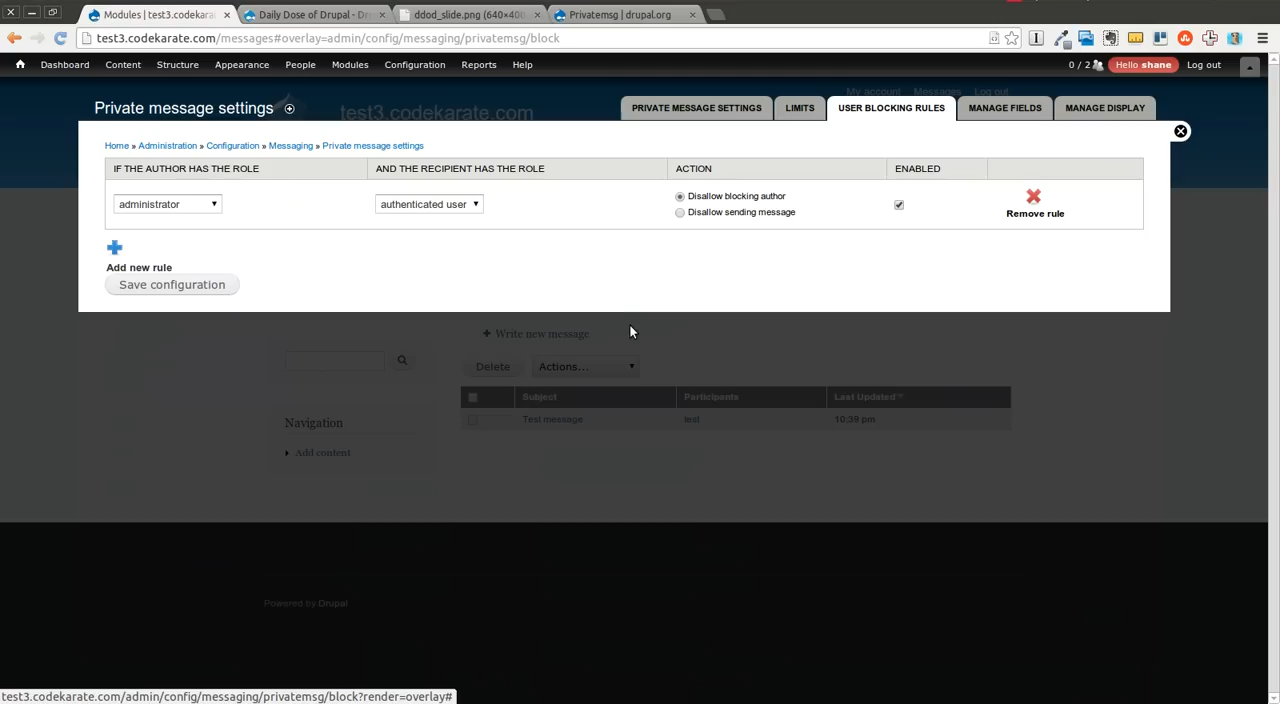 Modules | test3.codekara
Daily Dose of Drupal - Dr
ddod_slide.png (640×400
Privatemsg | drupal.org
test3.codekarate.com/messages#overlay=admin/config/messaging/privatemsg/block
Dashboard Content Structure Appearance People Modules Configuration Reports Help
0 / 2 Hello shane Log out
My account Messages Log out
Private message settings
test3.codekarate.com
PRIVATE MESSAGE SETTINGS LIMITS USER BLOCKING RULES MANAGE FIELDS MANAGE DISPLAY
Home » Administration » Configuration » Messaging » Private message settings
IF THE AUTHOR HAS THE ROLE AND THE RECIPIENT HAS THE ROLE ACTION ENABLED
administrator authenticated user
Disallow blocking author
Disallow sending message
Remove rule
Add new rule
Save configuration
Write new message
Delete Actions...
Subject Participants Last Updated
Test message test 10:39 pm
Navigation
Add content
Powered by Drupal
test3.codekarate.com/admin/config/messaging/privatemsg/block?render=overlay#